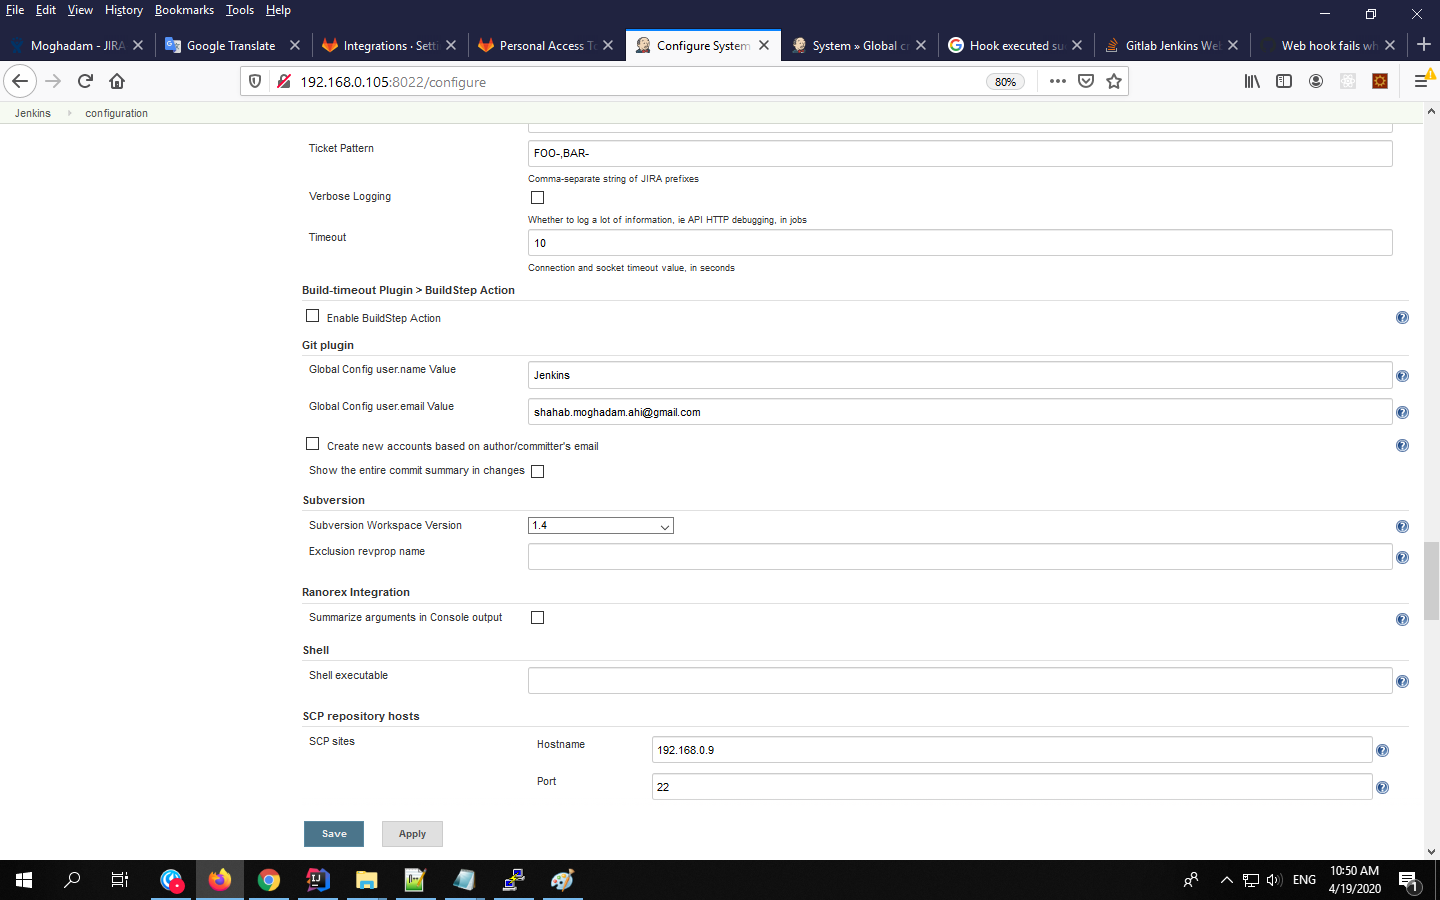 File Edit View History Bookmarks Tools Help
Moghadam - JIRA
Google Translate
Integrations · Setti
Personal Access To
Configure System
System » Global cr
Hook executed su
Gitlab Jenkins We
Web hook fails wh
192.168.0.105:8022/configure
80%
Jenkins configuration
Ticket Pattern
FOO-,BAR-
Comma-separate string of JIRA prefixes
Verbose Logging
Whether to log a lot of information, ie API HTTP debugging, in jobs
Timeout
10
Connection and socket timeout value, in seconds
Build-timeout Plugin > BuildStep Action
Enable BuildStep Action
Git plugin
Global Config user.name Value
Jenkins
Global Config user.email Value
shahab.moghadam.ahi@gmail.com
Create new accounts based on author/committer's email
Show the entire commit summary in changes
Subversion
Subversion Workspace Version
1.4
Exclusion revprop name
Ranorex Integration
Summarize arguments in Console output
Shell
Shell executable
SCP repository hosts
SCP sites
Hostname
192.168.0.9
Port
22
Save
Apply
ENG
10:50 AM
4/19/2020
1